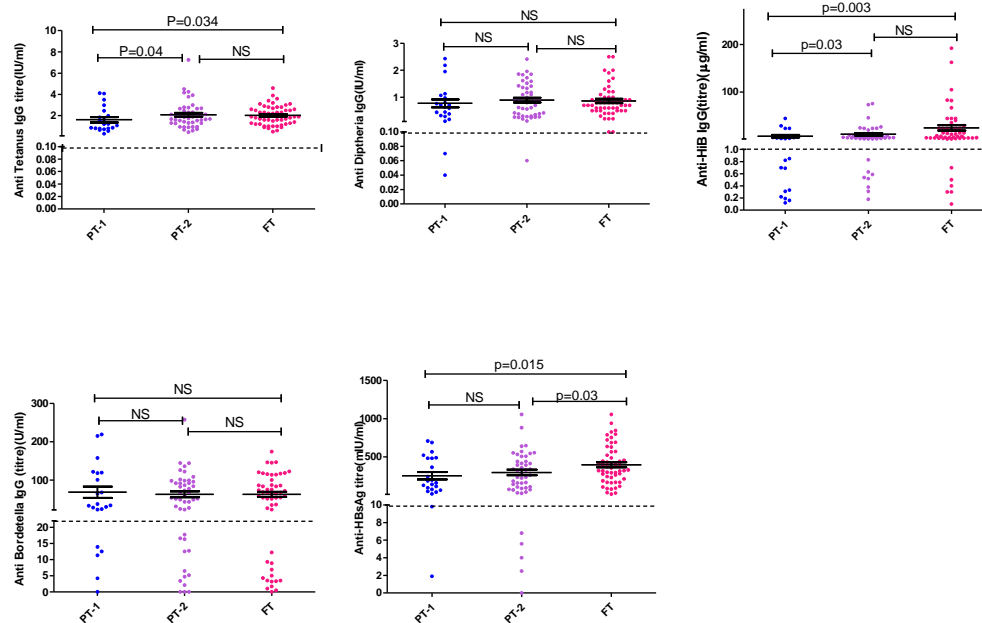 P=0.034
P=0.04
NS
Anti Tetanus IgG titre(IU/ml)
10
8
6
4
2
0.10
0.08
0.06
0.04
0.02
0.00
PT-1
PT-2
FT
NS
NS
NS
Anti Diptheria IgG(IU/ml)
3
2
1
0.10
0.08
0.06
0.04
0.02
0.00
PT-1
PT-2
FT
p=0.003
p=0.03
NS
Anti-HiB IgG(titre)(µg/ml)
200
100
1.0
0.8
0.6
0.4
0.2
0.0
PT-1
PT-2
FT
NS
NS
NS
Anti Bordetella IgG (titre)(U/ml)
300
200
100
20
15
10
5
0
PT-1
PT-2
FT
p=0.015
NS
p=0.03
Anti-HBsAg titre(mIU/ml)
1500
1000
500
10
8
6
4
2
0
PT-1
PT-2
FT